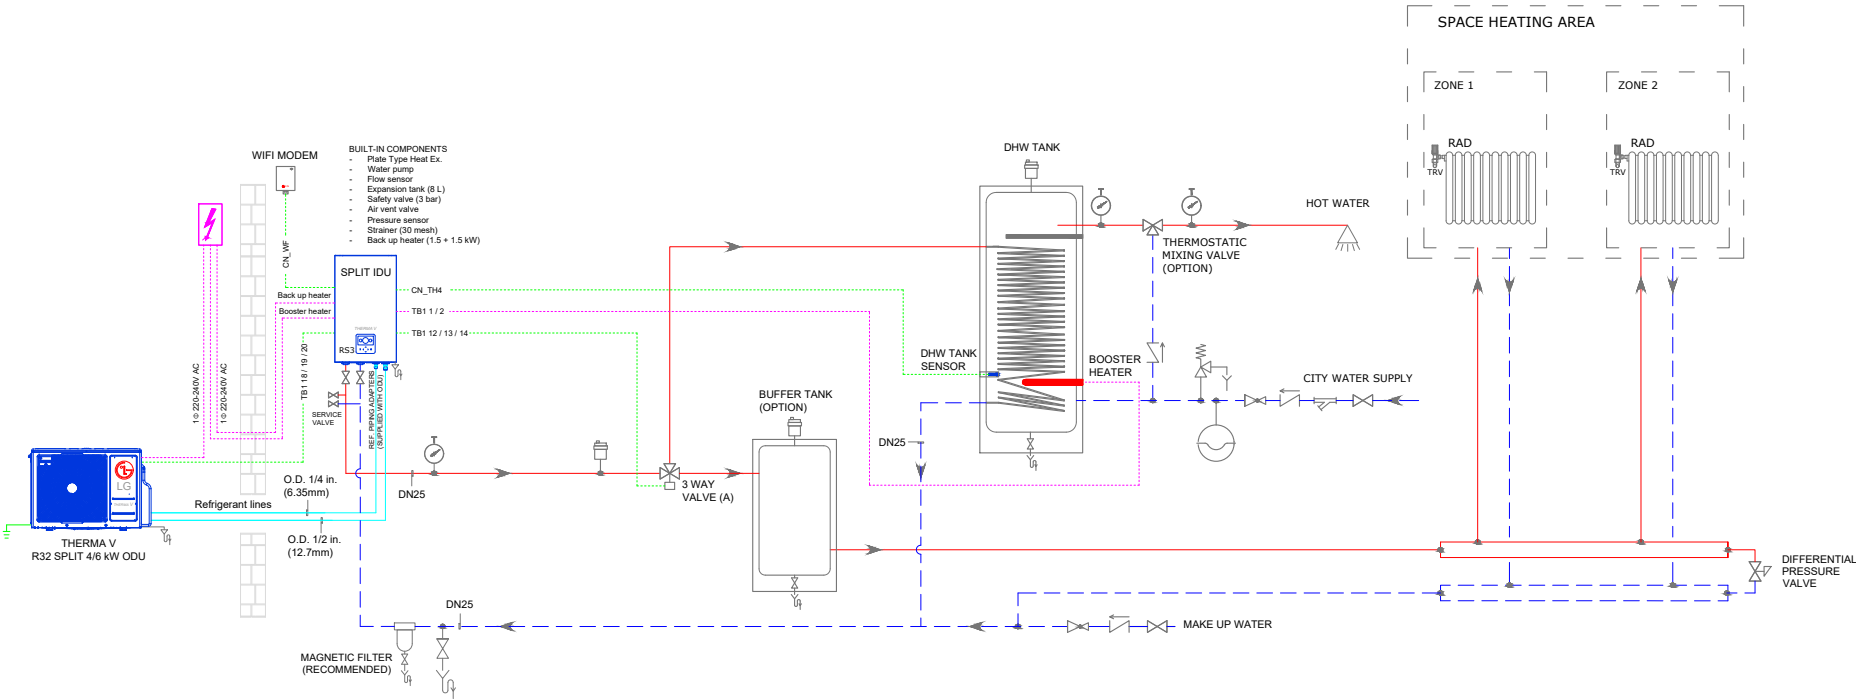 SPACE HEATING AREA
ZONE 1
ZONE 2
RAD
TRV
RAD
TRV
WIFI MODEM
CN_WF
BUILT-IN COMPONENTS
- Plate Type Heat Ex.
- Water pump
- Flow sensor
- Expansion tank (8 L)
- Safety valve (3 bar)
- Air vent valve
- Pressure sensor
- Strainer (30 mesh)
- Back up heater (1.5 + 1.5 kW)
SPLIT IDU
THERMA V
RS3
Back up heater
Booster heater
CN_TH4
TB1 1 / 2
TB1 12 / 13 / 14
TB1 18 / 19 / 20
1Φ 220-240V AC
1Φ 220-240V AC
SERVICE
VALVE
REF. PIPING ADAPTERS
(SUPPLIED WITH ODU)
DHW TANK
HOT WATER
THERMOSTATIC
MIXING VALVE
(OPTION)
DHW TANK
SENSOR
BOOSTER
HEATER
CITY WATER SUPPLY
BUFFER TANK
(OPTION)
DN25
3 WAY
VALVE (A)
DN25
LG
THERMA V
O.D. 1/4 in.
(6.35mm)
Refrigerant lines
O.D. 1/2 in.
(12.7mm)
THERMA V
R32 SPLIT 4/6 kW ODU
DIFFERENTIAL
PRESSURE
VALVE
DN25
MAKE UP WATER
MAGNETIC FILTER
(RECOMMENDED)